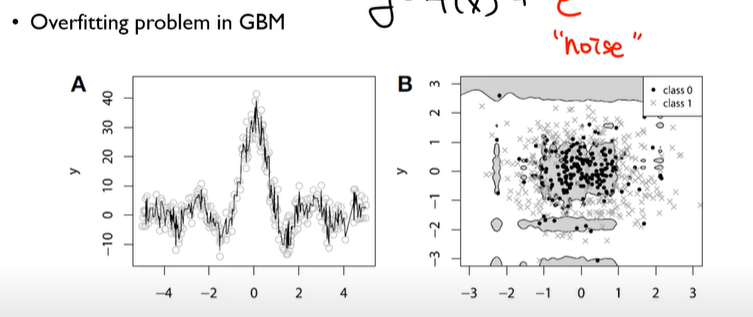 • Overfitting problem in GBM
"noise"
A
y
40
30
20
10
0
−10
−4 −2 0 2 4
B
y
3
2
1
0
−1
−2
−3
−3 −2 −1 0 1 2 3
• class 0
× class 1